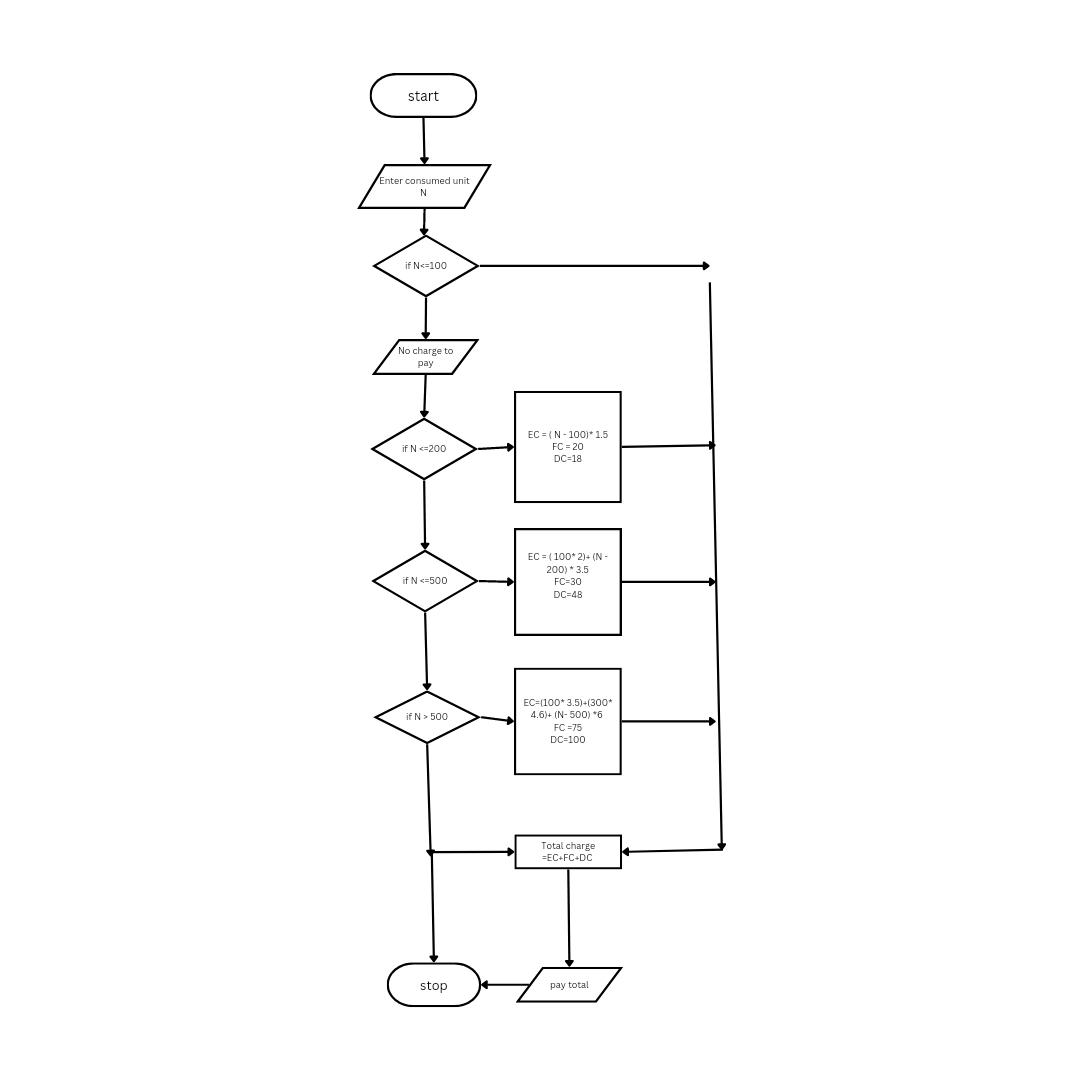 start
Enter consumed unit
N
if N<=100
No charge to
pay
if N <=200
EC = ( N - 100)* 1.5
FC = 20
DC=18
if N <=500
EC = ( 100* 2)+ (N -
200) * 3.5
FC=30
DC=48
if N > 500
EC=(100* 3.5)+(300*
4.6)+ (N- 500) *6
FC =75
DC=100
Total charge
=EC+FC+DC
pay total
stop